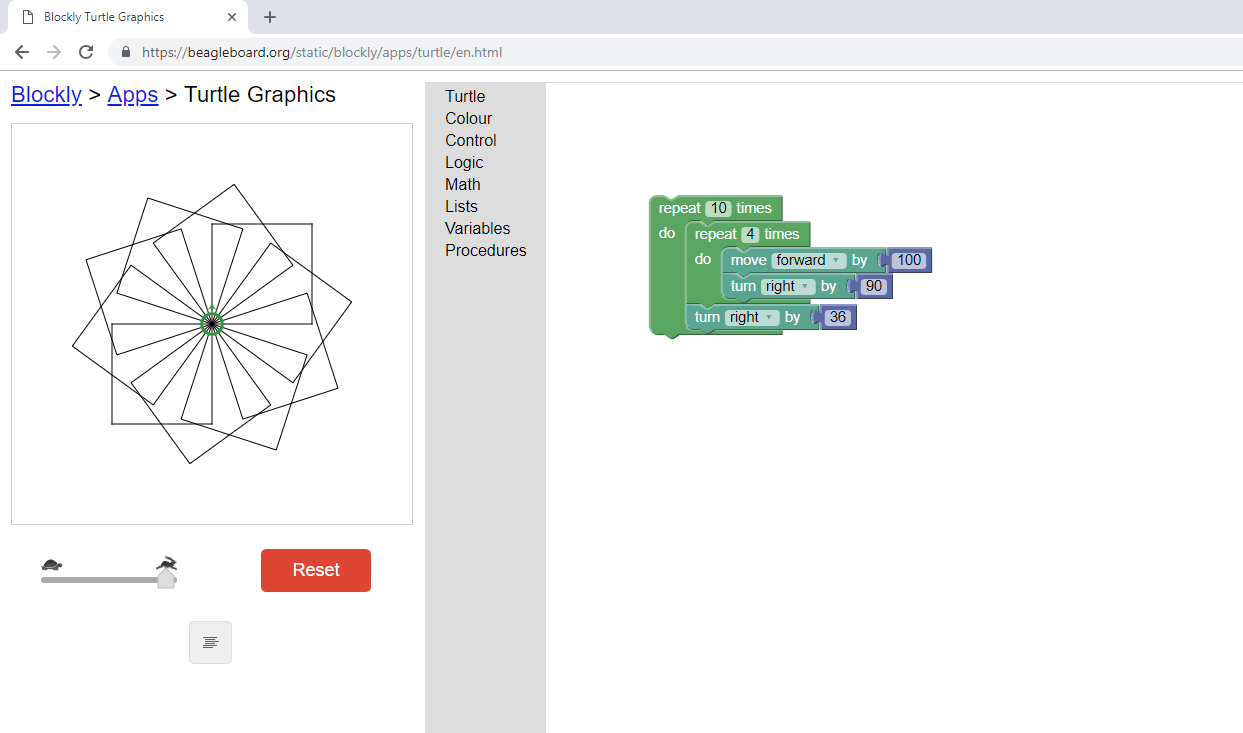 Blockly Turtle Graphics
https://beagleboard.org/static/blockly/apps/turtle/en.html
Blockly > Apps > Turtle Graphics
Reset
Turtle
Colour
Control
Logic
Math
Lists
Variables
Procedures
repeat 10 times
do repeat 4 times
do move forward by 100
turn right by 90
turn right by 36